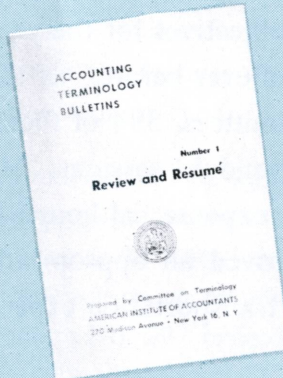 ACCOUNTING
TERMINOLOGY
BULLETINS
Number 1
Review and Résumé
Prepared by Committee on Terminology
AMERICAN INSTITUTE OF ACCOUNTANTS
270 Madison Avenue • New York 16, N. Y